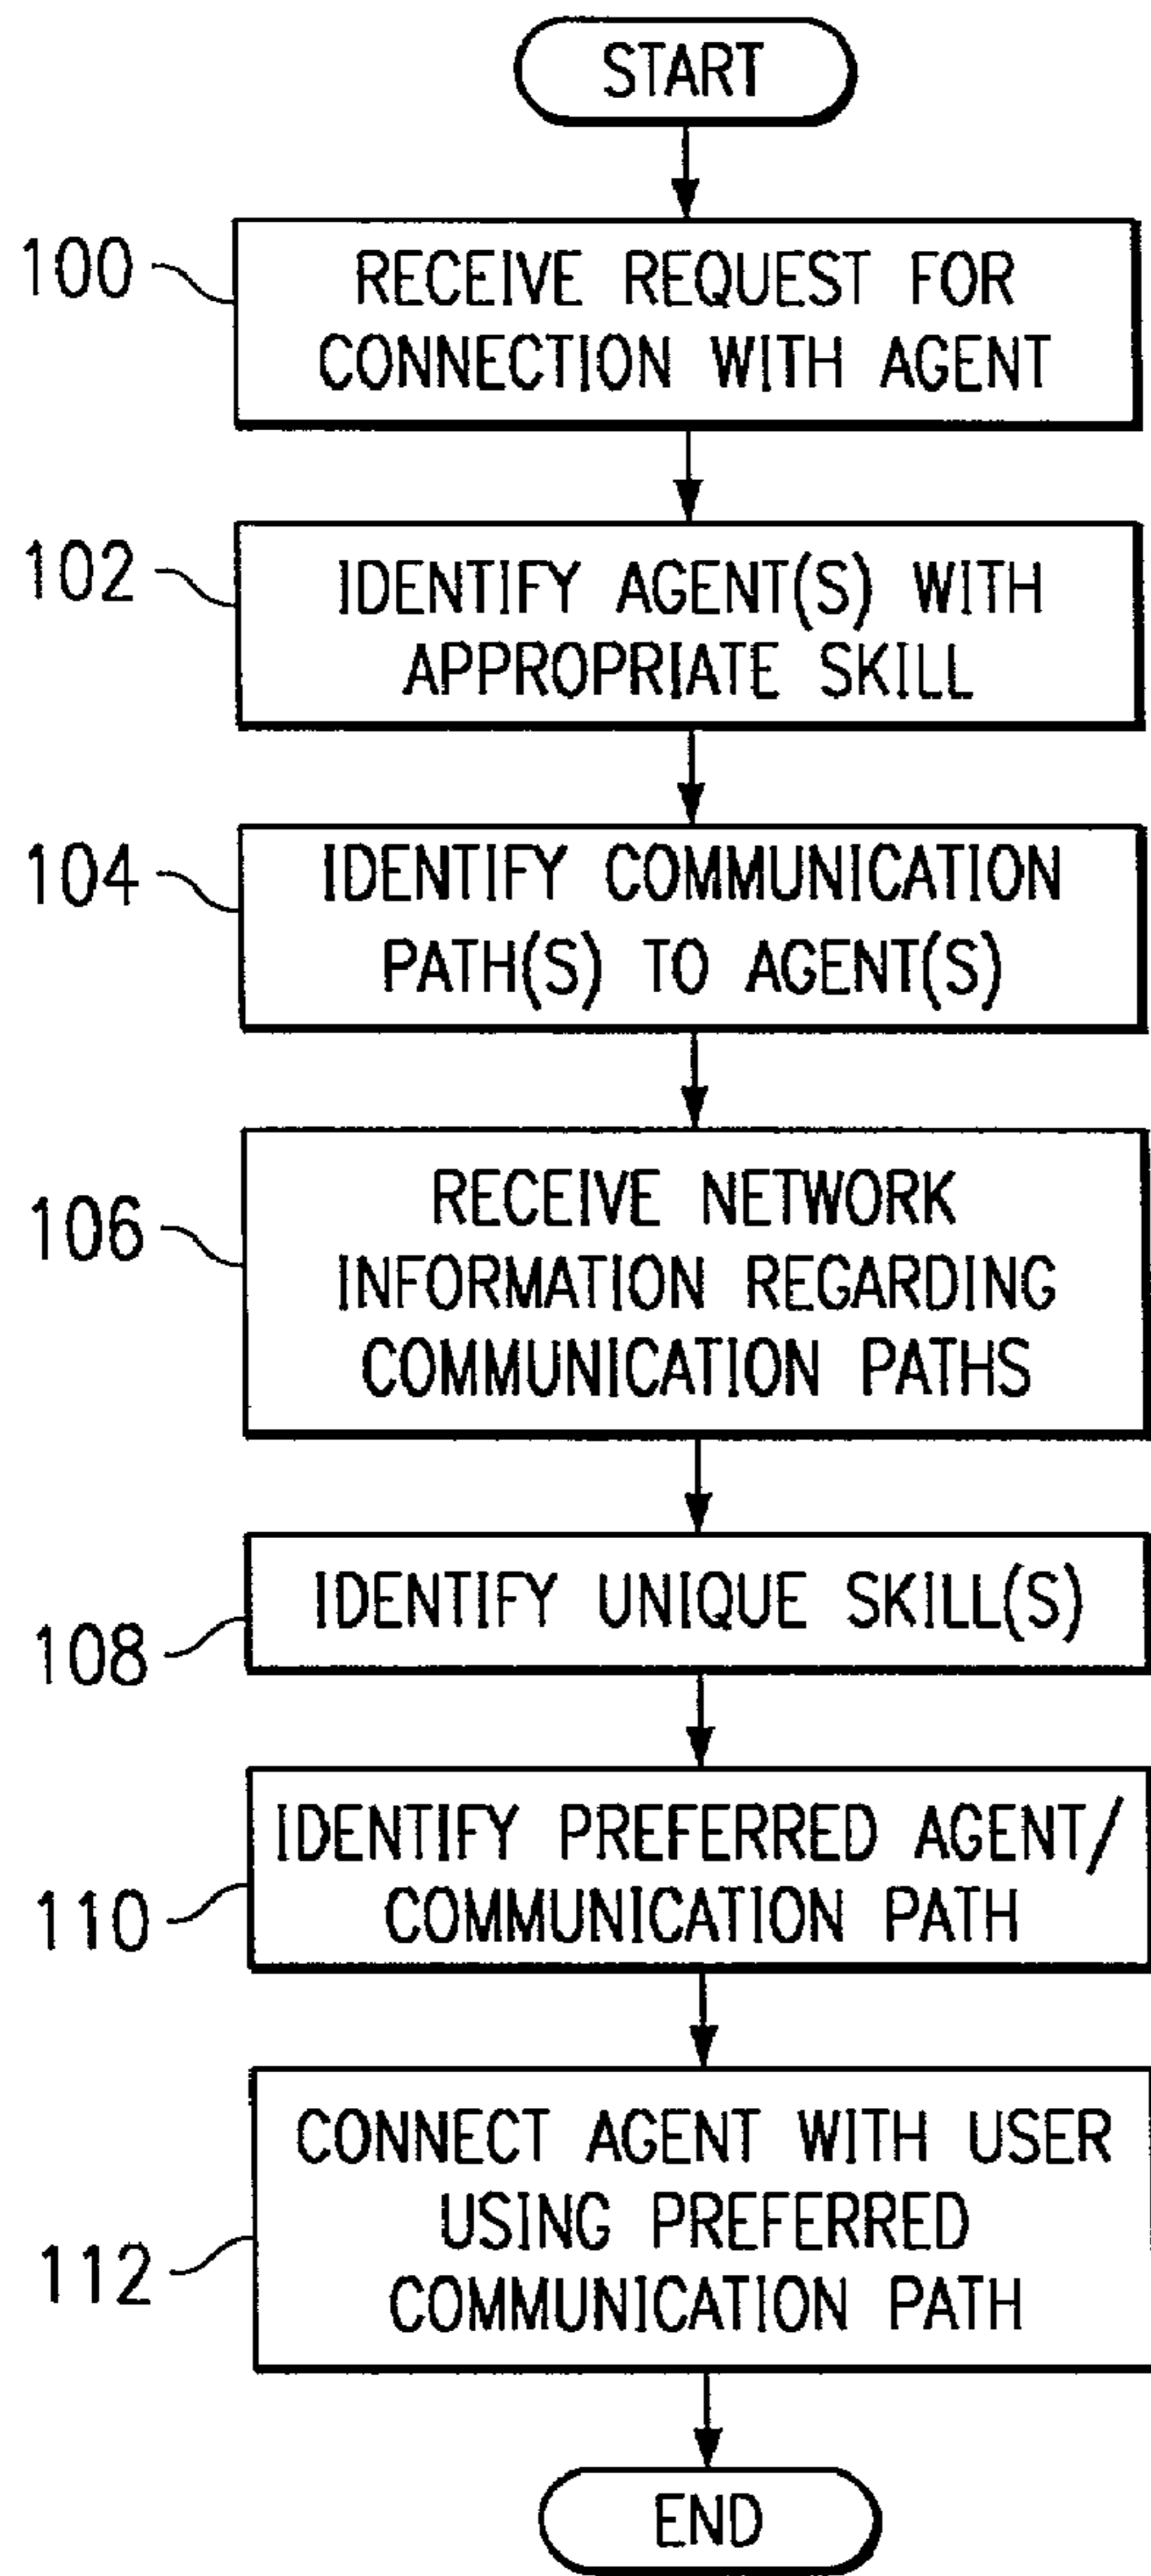 START
100
RECEIVE REQUEST FOR
CONNECTION WITH AGENT
102
IDENTIFY AGENT(S) WITH
APPROPRIATE SKILL
104
IDENTIFY COMMUNICATION
PATH(S) TO AGENT(S)
106
RECEIVE NETWORK
INFORMATION REGARDING
COMMUNICATION PATHS
108
IDENTIFY UNIQUE SKILL(S)
110
IDENTIFY PREFERRED AGENT/
COMMUNICATION PATH
112
CONNECT AGENT WITH USER
USING PREFERRED
COMMUNICATION PATH
END